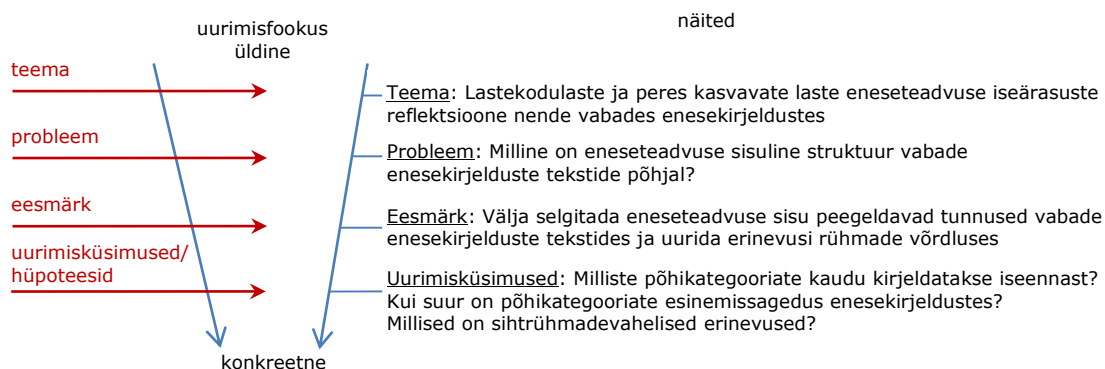 uurimisfookus
üldine
näited
teema
probleem
eesmärk
uurimisküsimused/
hüpoteesid
Teema: Lastekodulaste ja peres kasvavate laste eneseteadvuse iseärasuste
reflektsioone nende vabades enesekirjeldustes
Probleem: Milline on eneseteadvuse sisuline struktuur vabade
enesekirjelduste tekstide põhjal?
Eesmärk: Välja selgitada eneseteadvuse sisu peegeldavad tunnused vabade
enesekirjelduste tekstides ja uurida erinevusi rühmade võrdluses
Uurimisküsimused: Milliste põhikategooriate kaudu kirjeldatakse iseennast?
Kui suur on põhikategooriate esinemissagedus enesekirjeldustes?
Millised on sihtrühmadevahelised erinevused?
konkreetne